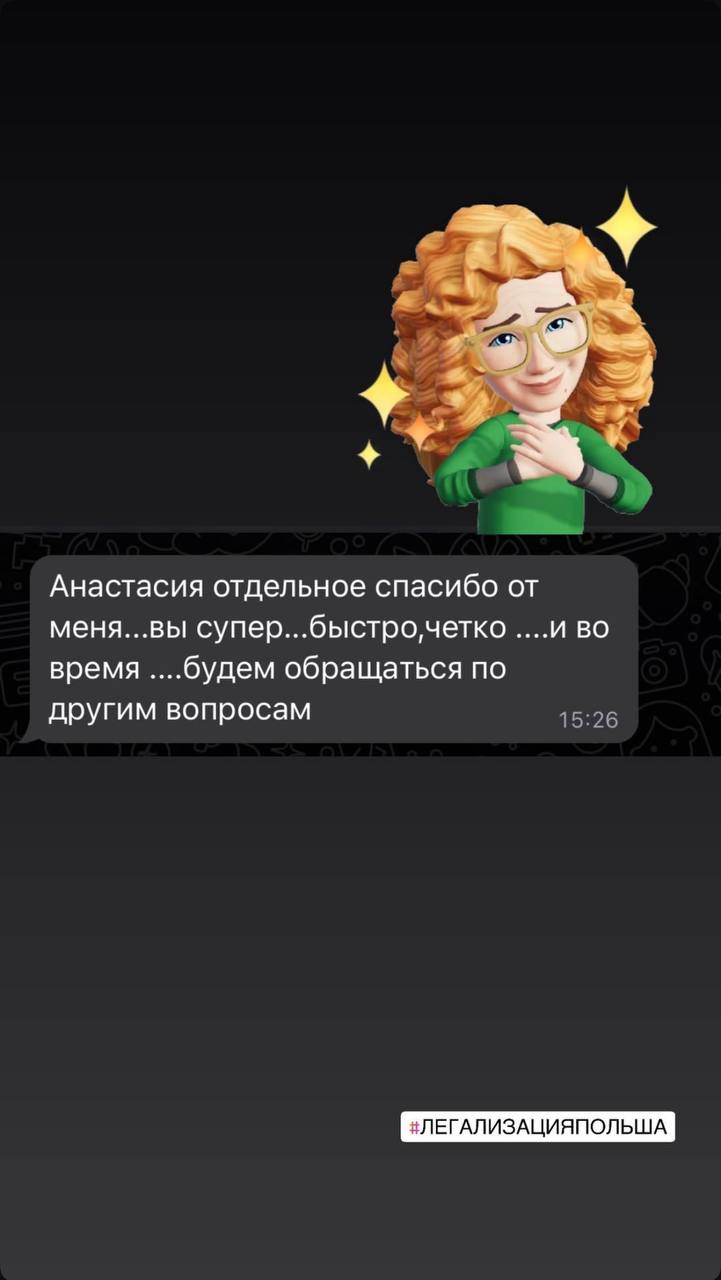 Анастасия отдельное спасибо от
меня...вы супер...быстро,четко ....и во
время ....будем обращаться по
другим вопросам
15:26
#ЛЕГАЛИЗАЦИЯПОЛЬША